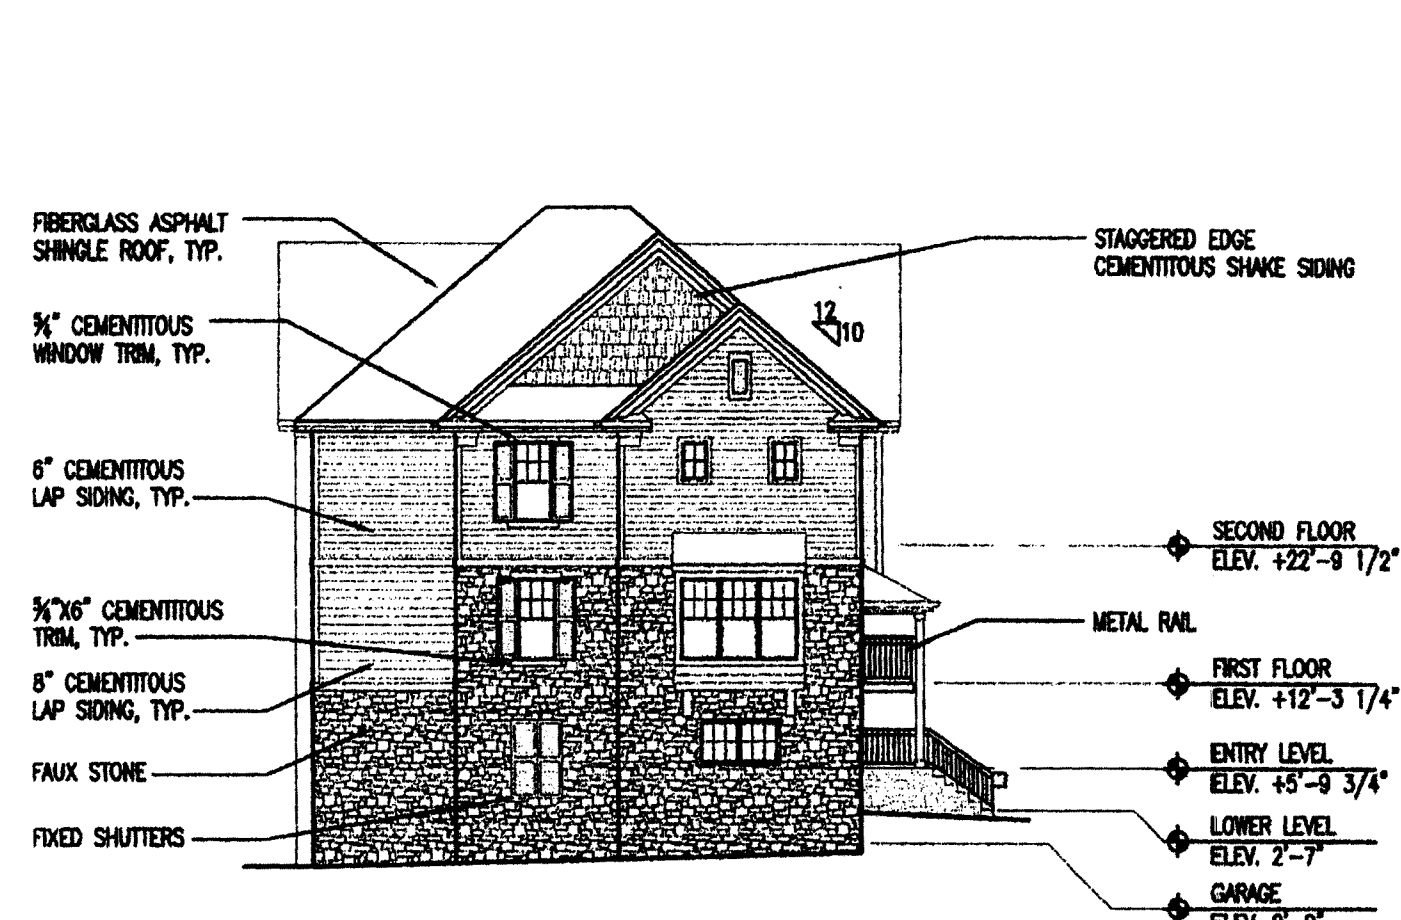 FIBERGLASS ASPHALT
SHINGLE ROOF, TYP.
5/4" CEMENTITOUS
WINDOW TRIM, TYP.
6" CEMENTITOUS
LAP SIDING, TYP.
5/4"X6" CEMENTITOUS
TRIM, TYP.
8" CEMENTITOUS
LAP SIDING, TYP.
FAUX STONE
FIXED SHUTTERS
STAGGERED EDGE
CEMENTITOUS SHAKE SIDING
12
10
SECOND FLOOR
ELEV. +22'-9 1/2"
METAL RAIL
FIRST FLOOR
ELEV. +12'-3 1/4"
ENTRY LEVEL
ELEV. +5'-9 3/4"
LOWER LEVEL
ELEV. 2'-7"
GARAGE